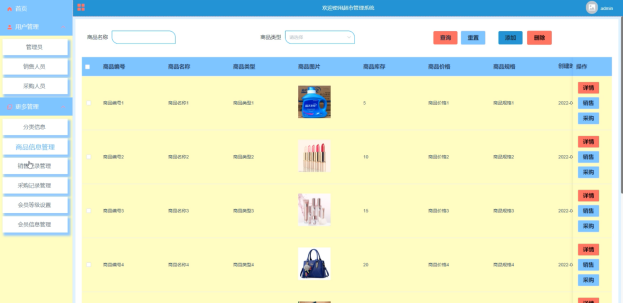 首页
欢迎使用超市管理系统
admin
用户管理
管理员
销售人员
采购人员
更多管理
分类信息
商品信息管理
销售记录管理
采购记录管理
会员等级设置
会员信息管理
商品名称
商品类型
请选择
查询
重置
添加
删除
商品编号 商品名称 商品类型 商品图片 商品库存 商品价格 商品规格 操作
商品编号1 商品名称1 商品类型1 5 商品价格1 商品规格1 2022-0
详情
销售
采购
商品编号2 商品名称2 商品类型2 10 商品价格2 商品规格2 2022-0
详情
销售
采购
商品编号3 商品名称3 商品类型3 15 商品价格3 商品规格3 2022-0
详情
销售
采购
商品编号4 商品名称4 商品类型4 20 商品价格4 商品规格4 2022-0
详情
销售
采购